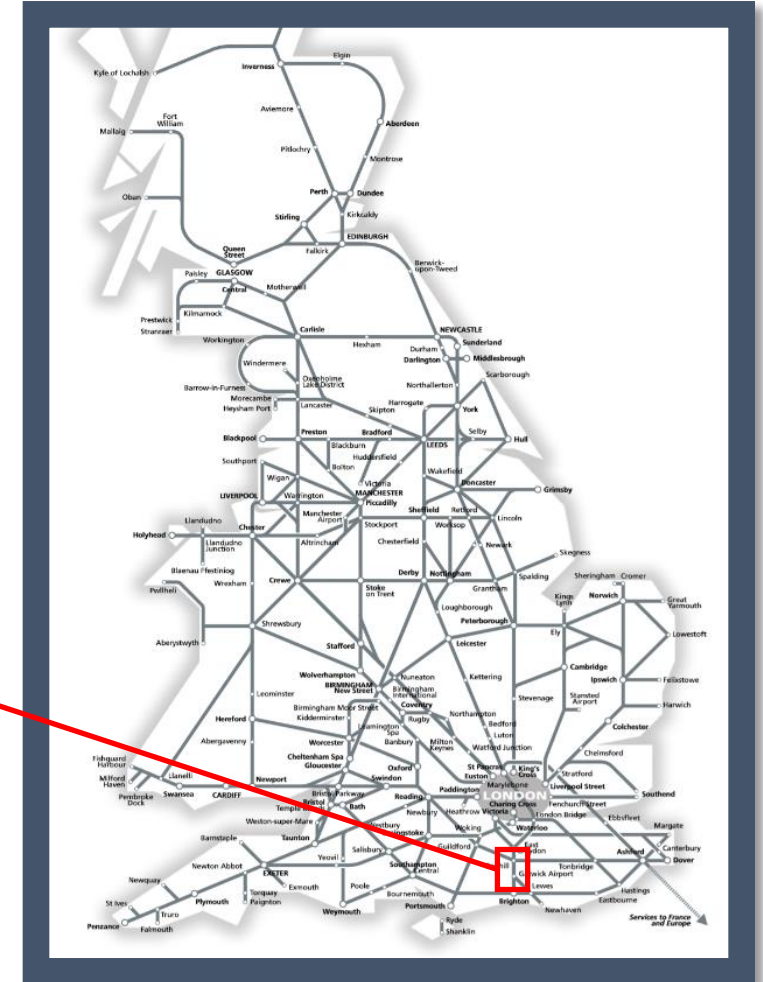 Elgin
Kyle of Lochalsh
Inverness
Aviemore
Fort
William
Mallaig
Aberdeen
Pitlochry
Montrose
Oban
Perth
Dundee
Stirling
Kirkcaldy
Queen
Street
Falkirk
EDINBURGH
Berwick-
upon-Tweed
Paisley
GLASGOW
Central
Motherwell
Prestwick
Kilmarnock
Stranraer
Carlisle
NEWCASTLE
Workington
Hexham
Durham
Sunderland
Darlington
Middlesbrough
Windermere
Oxenholme
Lake District
Northallerton
Scarborough
Barrow-in-Furness
Morecambe
Heysham Port
Lancaster
Skipton
Harrogate
York
Blackpool
Preston
Bradford
Blackburn
LEEDS
Selby
Hull
Southport
Huddersfield
Bolton
Wakefield
Wigan
Victoria
MANCHESTER
Piccadilly
Doncaster
Grimsby
LIVERPOOL
Warrington
Manchester
Airport
Stockport
Sheffield
Retford
Worksop
Lincoln
Llandudno
Chester
Holyhead
Llandudno
Junction
Altrincham
Chesterfield
Newark
Skegness
Blaenau Ffestiniog
Pwllheli
Wrexham
Crewe
Stoke
on Trent
Derby
Nottingham
Grantham
Spalding
Sheringham
Cromer
Kings
Lynn
Norwich
Great
Yarmouth
Loughborough
Peterborough
Aberystwyth
Shrewsbury
Stafford
Leicester
Ely
Lowestoft
Wolverhampton
BIRMINGHAM
New Street
Nuneaton
Birmingham
International
Kettering
Cambridge
Ipswich
Felixstowe
Leominster
Birmingham Moor Street
Coventry
Rugby
Northampton
Stevenage
Stansted
Airport
Harwich
Hereford
Kidderminster
Leamington
Spa
Bedford
Colchester
Abergavenny
Worcester
Banbury
Milton
Keynes
Luton
Watford Junction
Chelmsford
Fishguard
Harbour
Cheltenham Spa
Gloucester
Oxford
St Pancras
Euston
King's
Cross
Stratford
Milford
Haven
Llanelli
Newport
Swindon
Marylebone
Liverpool Street
Pembroke
Dock
Swansea
CARDIFF
Bristol
Parkway
Reading
Paddington
LONDON
Southend
Bristol
Temple
Bath
Newbury
Heathrow
Victoria
Charing Cross
Fenchurch Street
London Bridge
Ebbsfleet
Weston-super-Mare
Waterloo
Margate
Barnstaple
Taunton
Woking
East
Canterbury
Newton Abbot
Yeovil
Salisbury
Guildford
Tonbridge
Ashford
Dover
Newquay
EXETER
Southampton
Central
Gatwick Airport
Exmouth
Poole
Lewes
Hastings
St Ives
Plymouth
Torquay
Paignton
Bournemouth
Brighton
Eastbourne
Truro
Weymouth
Portsmouth
Newhaven
Penzance
Falmouth
Ryde
Shanklin
Services to France
and Europe